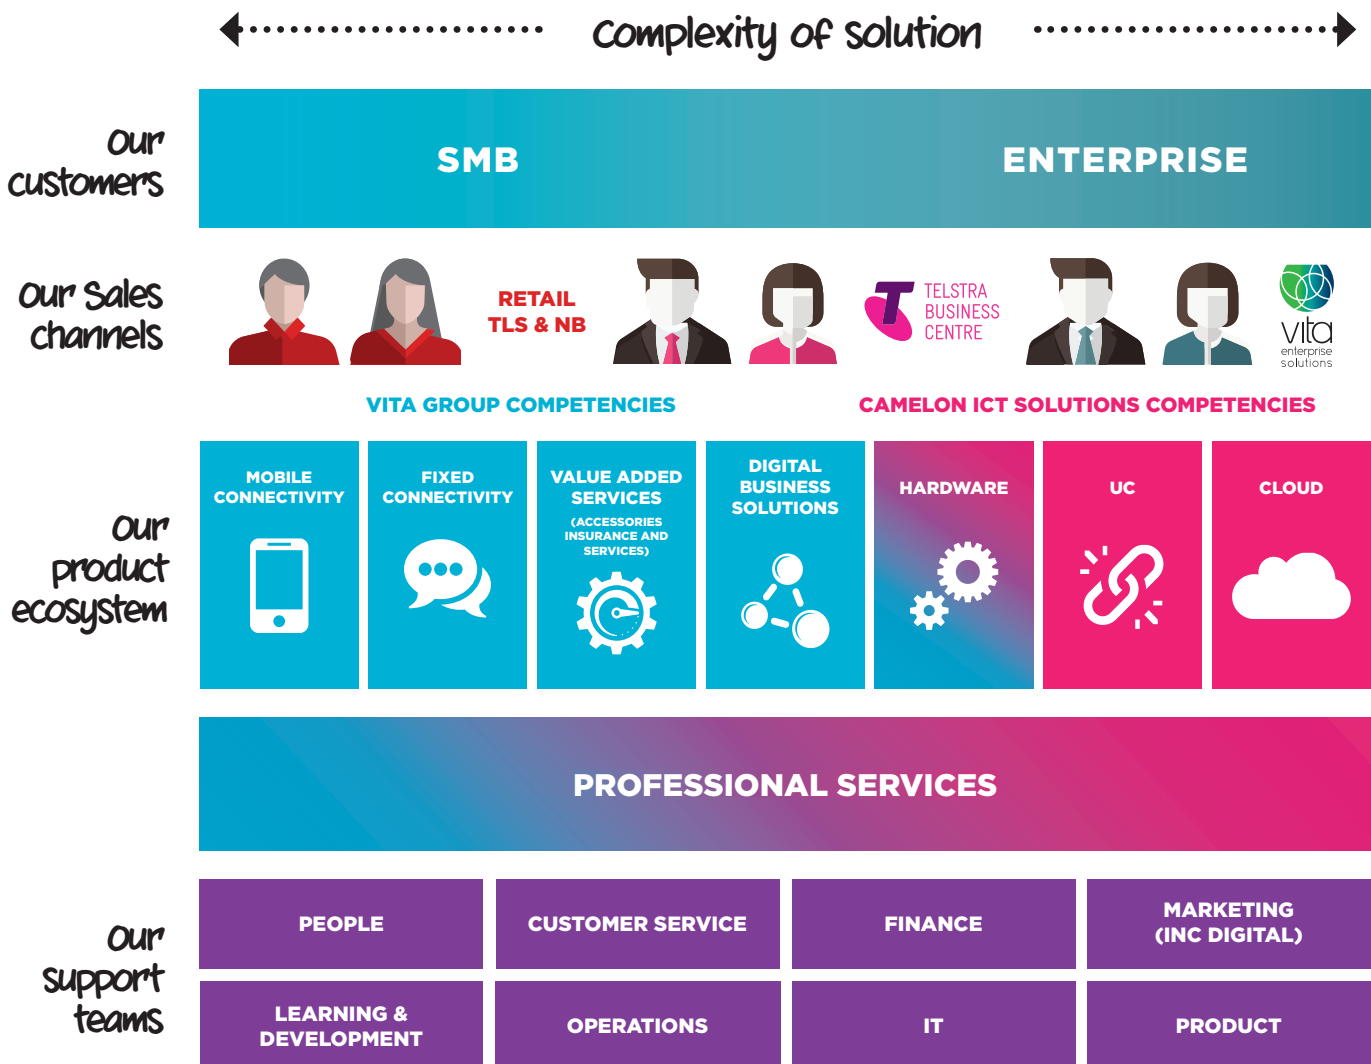 Complexity of Solution
Our
customers
SMB
ENTERPRISE
Our Sales
channels
RETAIL
TLS & NB
T
TELSTRA
BUSINESS
CENTRE
vita
enterprise
solutions
VITA GROUP COMPETENCIES
CAMELON ICT SOLUTIONS COMPETENCIES
Our
product
ecosystem
MOBILE
CONNECTIVITY
FIXED
CONNECTIVITY
VALUE ADDED
SERVICES
(ACCESSORIES
INSURANCE AND
SERVICES)
DIGITAL
BUSINESS
SOLUTIONS
HARDWARE
UC
CLOUD
PROFESSIONAL SERVICES
Our
support
teams
PEOPLE
CUSTOMER SERVICE
FINANCE
MARKETING
(INC DIGITAL)
LEARNING &
DEVELOPMENT
OPERATIONS
IT
PRODUCT